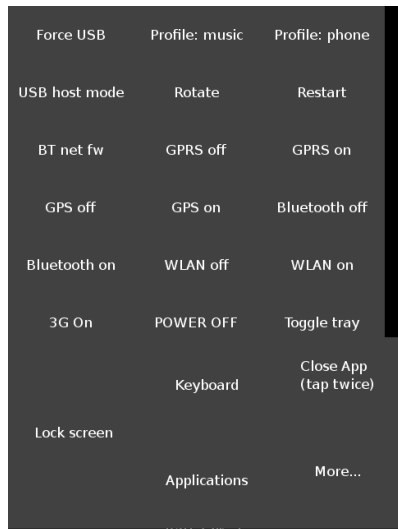 Force USB
Profile: music
Profile: phone
USB host mode
Rotate
Restart
BT net fw
GPRS off
GPRS on
GPS off
GPS on
Bluetooth off
Bluetooth on
WLAN off
WLAN on
3G On
POWER OFF
Toggle tray
Close App
(tap twice)
Keyboard
Lock screen
More...
Applications